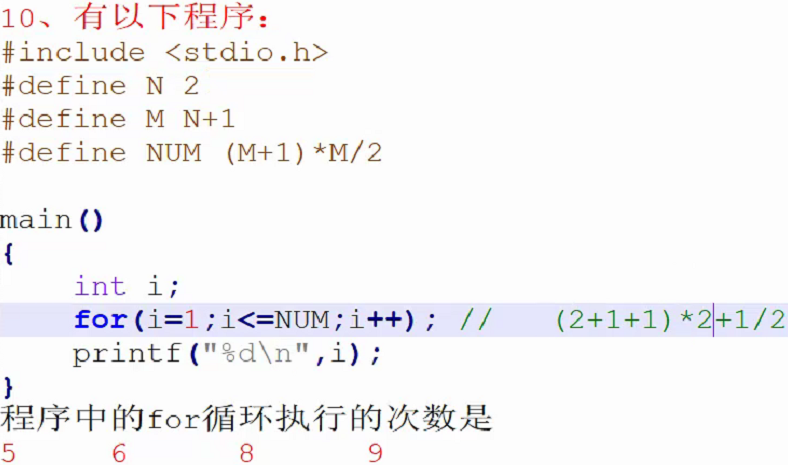 10、有以下程序：
#include <stdio.h>
#define N 2
#define M N+1
#define NUM (M+1)*M/2
main()
{
int i;
for(i=1;i<=NUM;i++); // (2+1+1)*2+1/2
printf("%d\n",i);
}
程序中的for循环执行的次数是
5 6 8 9